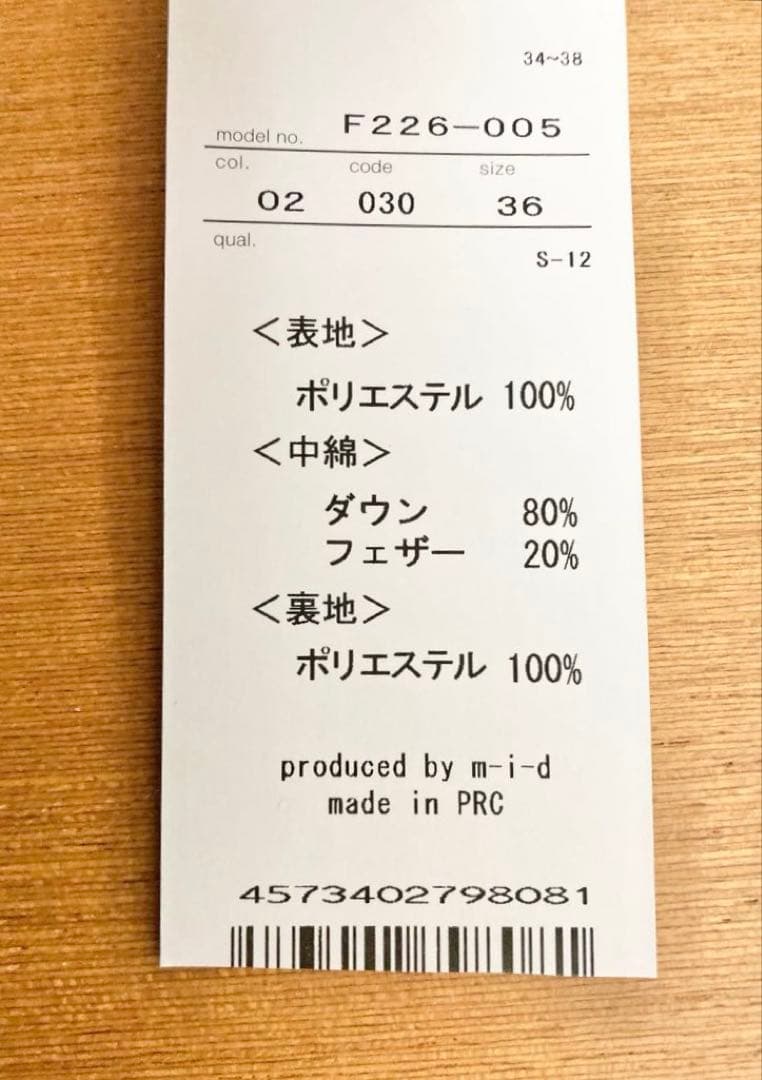 34~38
model no. F226-005
col. code size
02 030 36
qual.
S-12
＜表地＞
ポリエステル 100%
＜中綿＞
ダウン 80%
フェザー 20%
＜裏地＞
ポリエステル 100%
produced by m-i-d
made in PRC
4573402798081